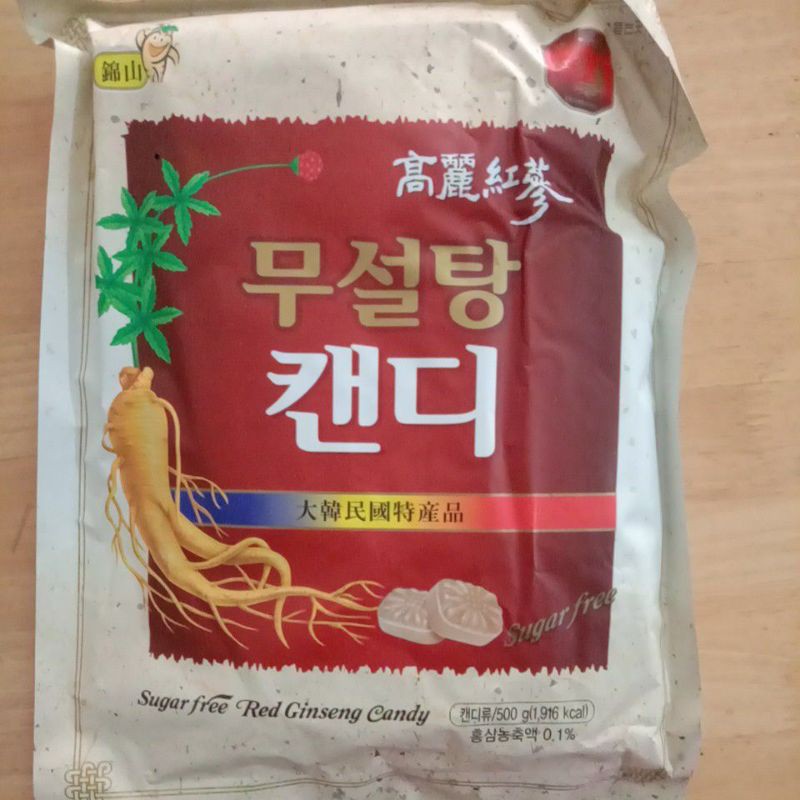 錦山
高麗紅蔘
무설탕
캔디
大韓民國特産品
Sugar free
Sugar free Red Ginseng Candy
캔디류/500 g(1,916 kcal)
홍삼농축액 0.1%